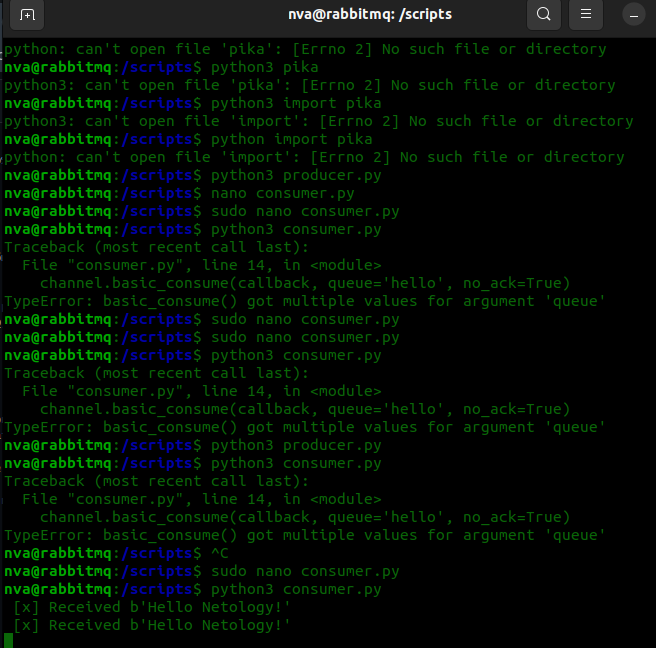 nva@rabbitmq: /scripts
python: can't open file 'pika': [Errno 2] No such file or directory
nva@rabbitmq:/scripts$ python3 pika
python3: can't open file 'pika': [Errno 2] No such file or directory
nva@rabbitmq:/scripts$ python3 import pika
python3: can't open file 'import': [Errno 2] No such file or directory
nva@rabbitmq:/scripts$ python import pika
python: can't open file 'import': [Errno 2] No such file or directory
nva@rabbitmq:/scripts$ python3 producer.py
nva@rabbitmq:/scripts$ nano consumer.py
nva@rabbitmq:/scripts$ sudo nano consumer.py
nva@rabbitmq:/scripts$ python3 consumer.py
Traceback (most recent call last):
  File "consumer.py", line 14, in <module>
    channel.basic_consume(callback, queue='hello', no_ack=True)
TypeError: basic_consume() got multiple values for argument 'queue'
nva@rabbitmq:/scripts$ sudo nano consumer.py
nva@rabbitmq:/scripts$ sudo nano consumer.py
nva@rabbitmq:/scripts$ python3 consumer.py
Traceback (most recent call last):
  File "consumer.py", line 14, in <module>
    channel.basic_consume(callback, queue='hello', no_ack=True)
TypeError: basic_consume() got multiple values for argument 'queue'
nva@rabbitmq:/scripts$ python3 producer.py
nva@rabbitmq:/scripts$ python3 consumer.py
Traceback (most recent call last):
  File "consumer.py", line 14, in <module>
    channel.basic_consume(callback, queue='hello', no_ack=True)
TypeError: basic_consume() got multiple values for argument 'queue'
nva@rabbitmq:/scripts$ ^C
nva@rabbitmq:/scripts$ sudo nano consumer.py
nva@rabbitmq:/scripts$ python3 consumer.py
 [x] Received b'Hello Netology!'
 [x] Received b'Hello Netology!'